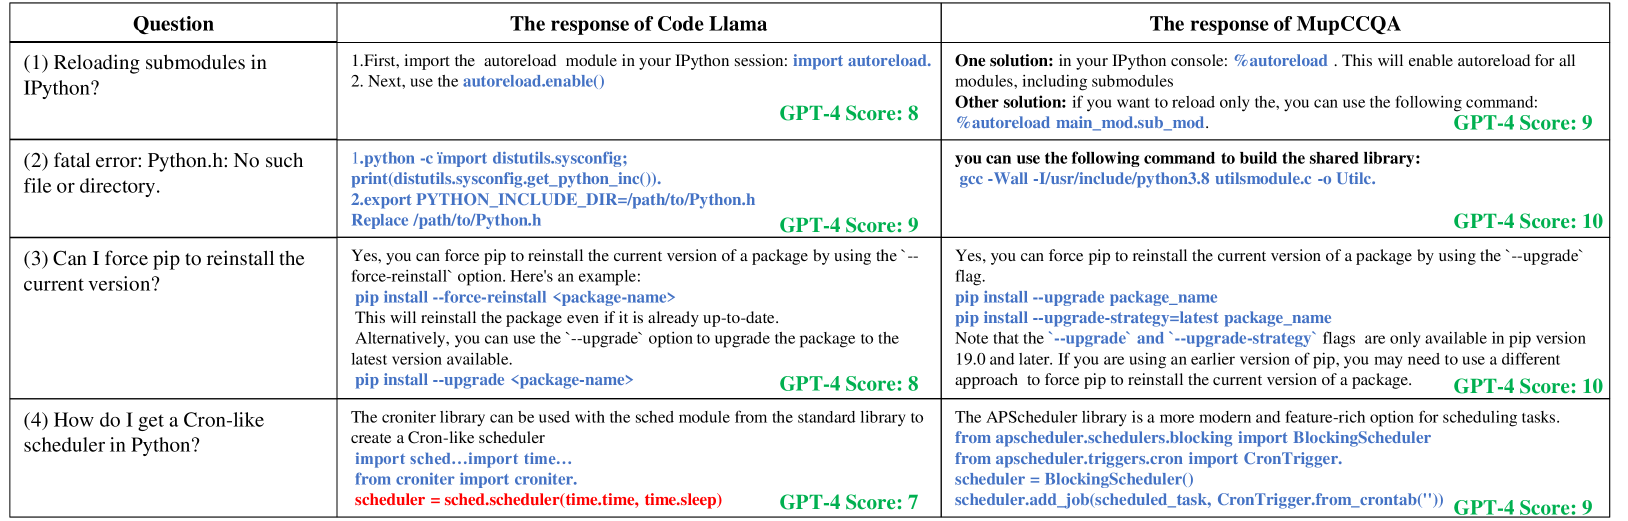 Question
The response of Code Llama
The response of MupCCQA
(1) Reloading submodules in
IPython?
1.First, import the autoreload module in your IPython session: import autoreload.
2. Next, use the autoreload.enable()
GPT-4 Score: 8
One solution: in your IPython console: %autoreload . This will enable autoreload for all
modules, including submodules
Other solution: if you want to reload only the, you can use the following command:
%autoreload main_mod.sub_mod.
GPT-4 Score: 9
(2) fatal error: Python.h: No such
file or directory.
1.python -c ïmport distutils.sysconfig;
print(distutils.sysconfig.get_python_inc()).
2.export PYTHON_INCLUDE_DIR=/path/to/Python.h
Replace /path/to/Python.h
GPT-4 Score: 9
you can use the following command to build the shared library:
gcc -Wall -I/usr/include/python3.8 utilsmodule.c -o Utilc.
GPT-4 Score: 10
(3) Can I force pip to reinstall the
current version?
Yes, you can force pip to reinstall the current version of a package by using the `--
force-reinstall` option. Here's an example:
pip install --force-reinstall <package-name>
This will reinstall the package even if it is already up-to-date.
Alternatively, you can use the `--upgrade` option to upgrade the package to the
latest version available.
pip install --upgrade <package-name>
GPT-4 Score: 8
Yes, you can force pip to reinstall the current version of a package by using the `--upgrade`
flag.
pip install --upgrade package_name
pip install --upgrade-strategy=latest package_name
Note that the `--upgrade` and `--upgrade-strategy` flags are only available in pip version
19.0 and later. If you are using an earlier version of pip, you may need to use a different
approach to force pip to reinstall the current version of a package.
GPT-4 Score: 10
(4) How do I get a Cron-like
scheduler in Python?
The croniter library can be used with the sched module from the standard library to
create a Cron-like scheduler
import sched…import time…
from croniter import croniter.
scheduler = sched.scheduler(time.time, time.sleep)
GPT-4 Score: 7
The APScheduler library is a more modern and feature-rich option for scheduling tasks.
from apscheduler.schedulers.blocking import BlockingScheduler
from apscheduler.triggers.cron import CronTrigger.
scheduler = BlockingScheduler()
scheduler.add_job(scheduled_task, CronTrigger.from_crontab(''))
GPT-4 Score: 9